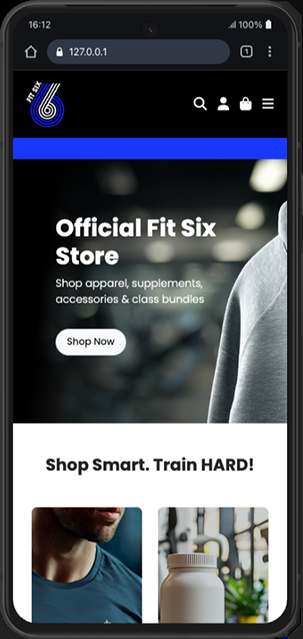 16:12
100%
127.0.0.1
1
FIT SIX
6
Official Fit Six
Store
Shop apparel, supplements,
accessories & class bundles
Shop Now
Shop Smart. Train HARD!